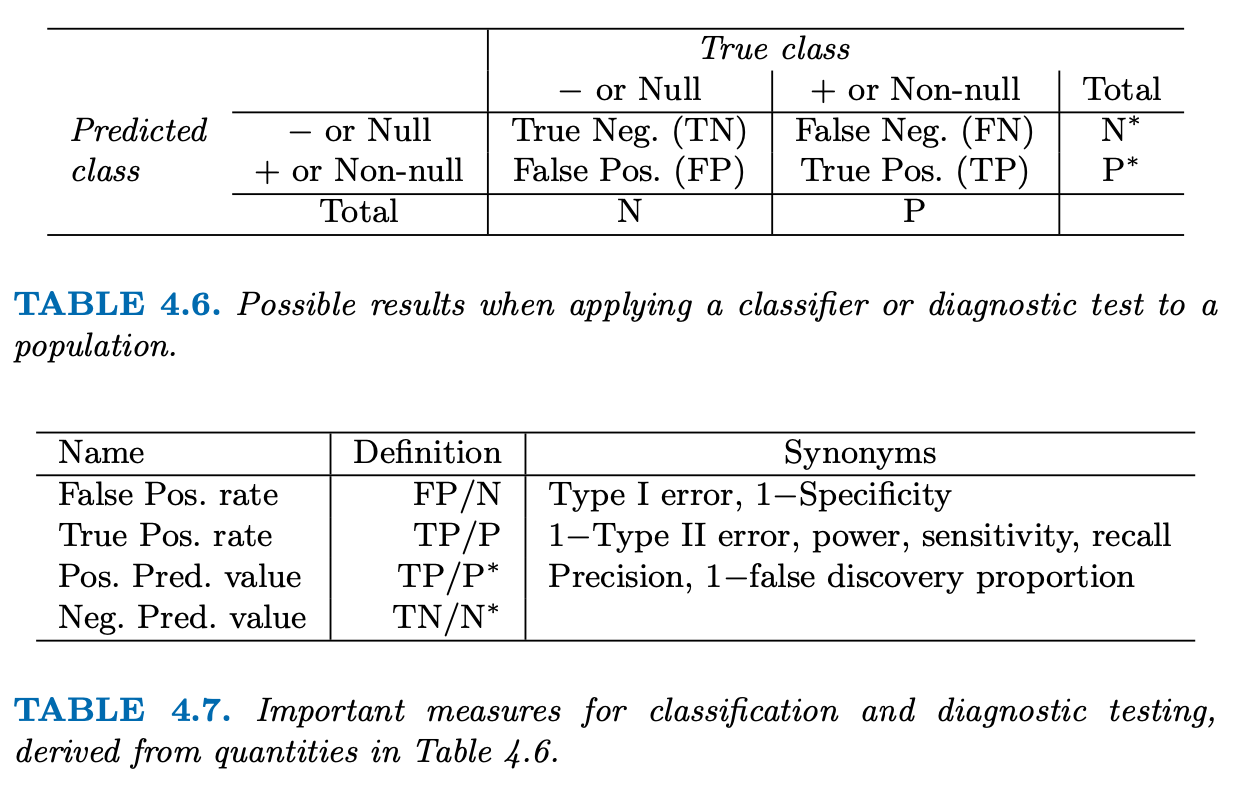 True class
− or Null + or Non-null Total
Predicted − or Null True Neg. (TN) False Neg. (FN) N*
class + or Non-null False Pos. (FP) True Pos. (TP) P*
Total N P
TABLE 4.6. Possible results when applying a classifier or diagnostic test to a
population.
Name Definition Synonyms
False Pos. rate FP/N Type I error, 1−Specificity
True Pos. rate TP/P 1−Type II error, power, sensitivity, recall
Pos. Pred. value TP/P* Precision, 1−false discovery proportion
Neg. Pred. value TN/N*
TABLE 4.7. Important measures for classification and diagnostic testing,
derived from quantities in Table 4.6.